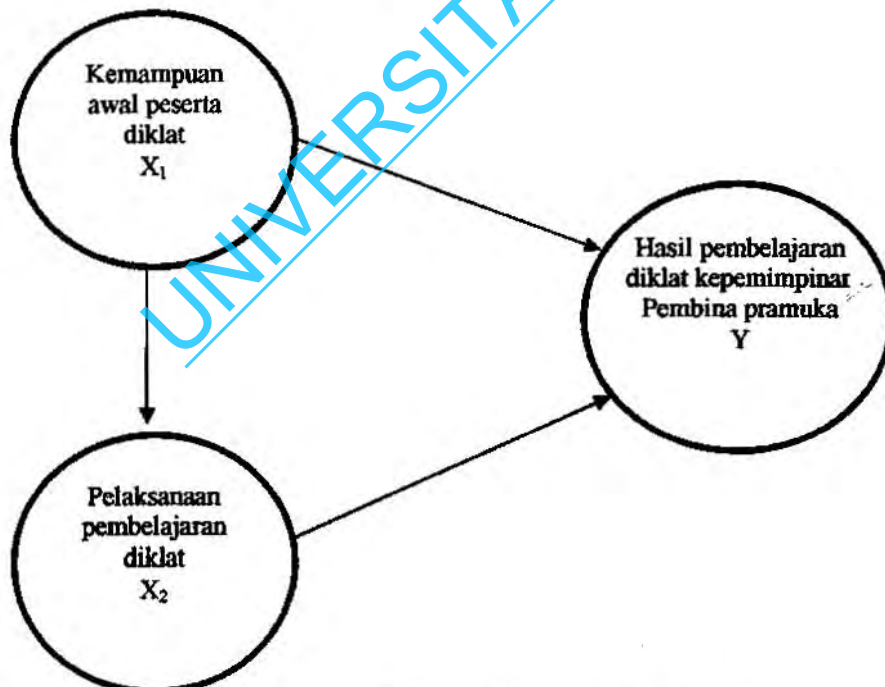 Kemampuan
awal peserta
diklat
X₁
UNIVERSITA
Hasil pembelajaran
diklat kepemimpinar
Pembina pramuka
Y
Pelaksanaan
pembelajaran
diklat
X₂